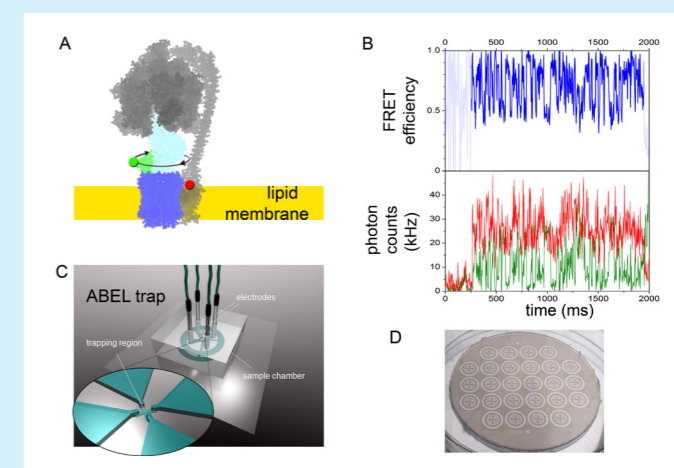 A
lipid
membrane
B
0 500 1000 1500 2000
1.0
0.5
0
FRET
efficiency
40
30
20
10
0
photon
counts
(kHz)
0 500 1000 1500 2000
time (ms)
C
ABEL trap
electrodes
trapping region
sample chamber
D